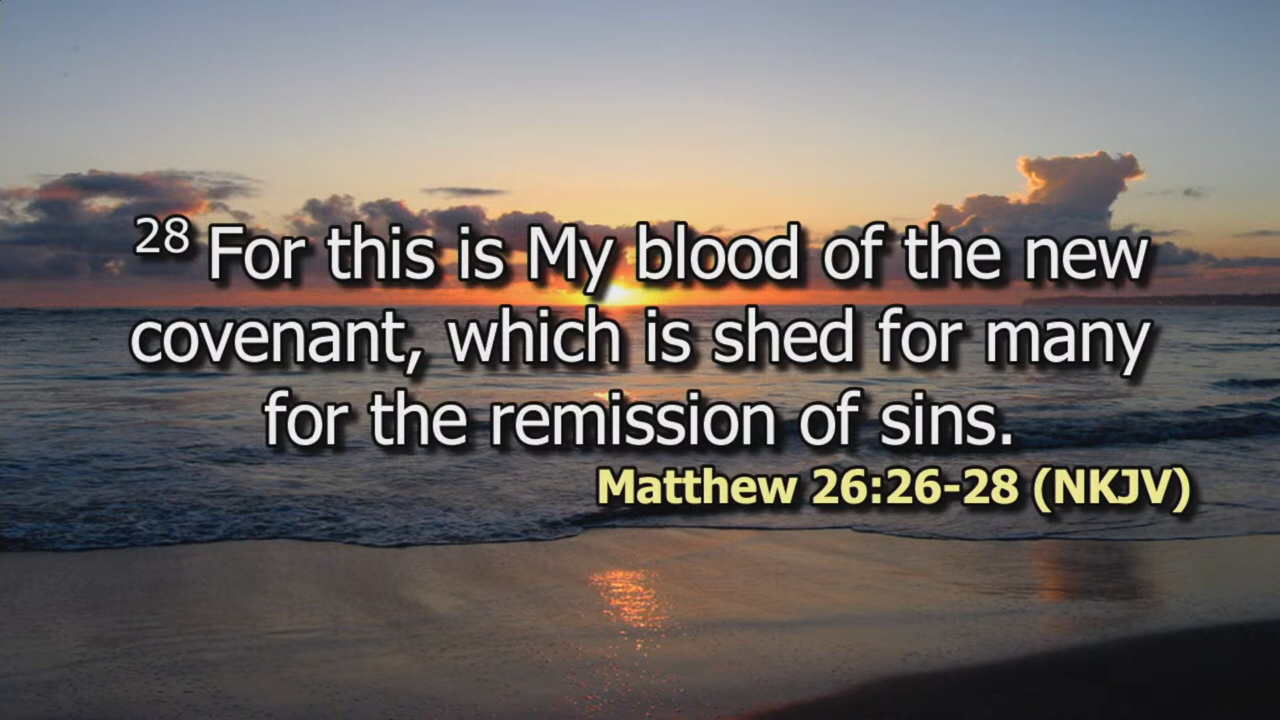 28 For this is My blood of the new
covenant, which is shed for many
for the remission of sins.
Matthew 26:26-28 (NKJV)